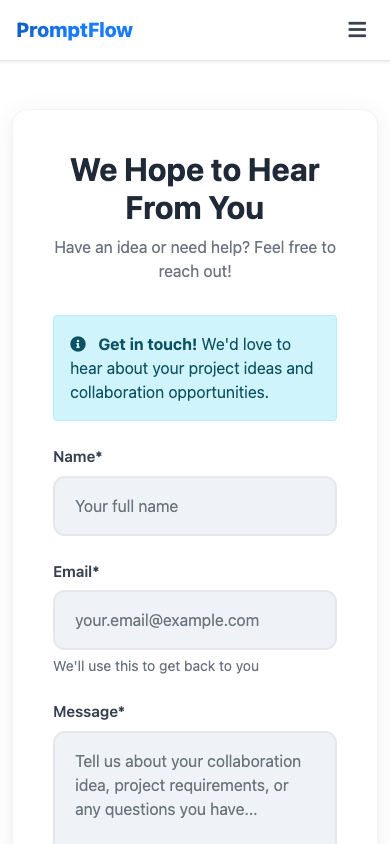 PromptFlow
We Hope to Hear
From You
Have an idea or need help? Feel free to
reach out!
Get in touch! We'd love to
hear about your project ideas and
collaboration opportunities.
Name*
Your full name
Email*
your.email@example.com
We'll use this to get back to you
Message*
Tell us about your collaboration
idea, project requirements, or
any questions you have...